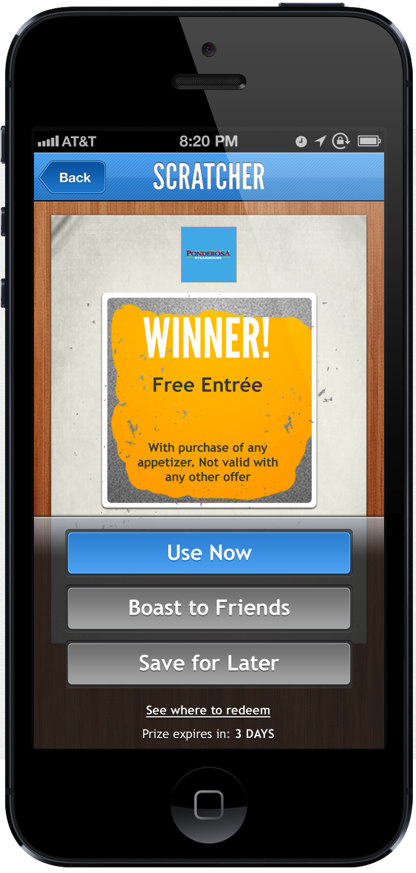 AT&T 8:20 PM
Back SCRATCHER
PONDEROSA
WINNER!
Free Entrée
With purchase of any
appetizer. Not valid with
any other offer
Use Now
Boast to Friends
Save for Later
See where to redeem
Prize expires in: 3 DAYS